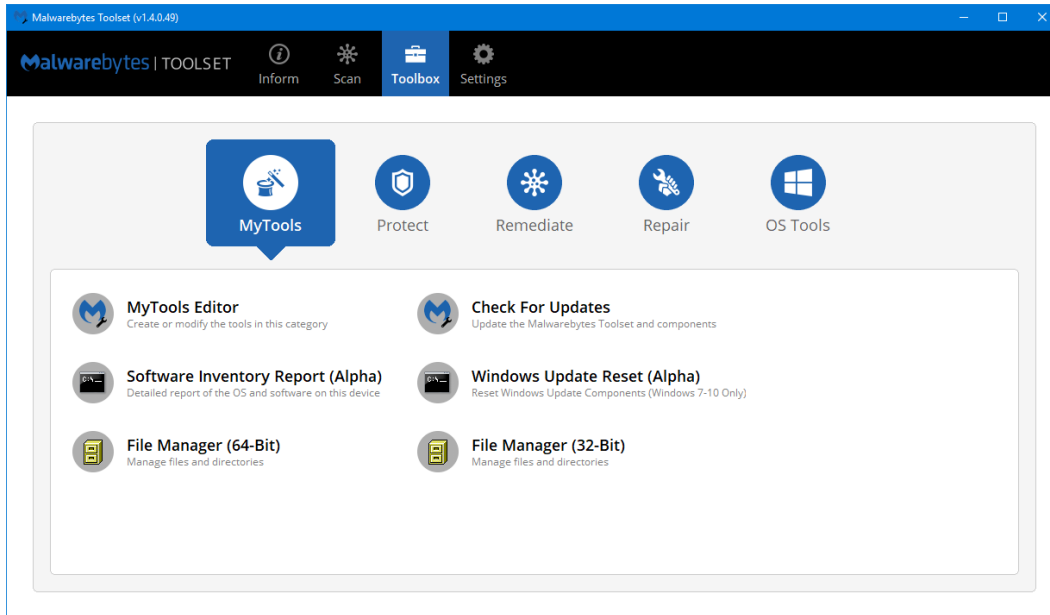 Malwarebytes Toolset (v1.4.0.49)
Malwarebytes | TOOLSET
Inform
Scan
Toolbox
Settings
MyTools
Protect
Remediate
Repair
OS Tools
MyTools Editor
Create or modify the tools in this category
Check For Updates
Update the Malwarebytes Toolset and components
Software Inventory Report (Alpha)
Detailed report of the OS and software on this device
Windows Update Reset (Alpha)
Reset Windows Update Components (Windows 7-10 Only)
File Manager (64-Bit)
Manage files and directories
File Manager (32-Bit)
Manage files and directories